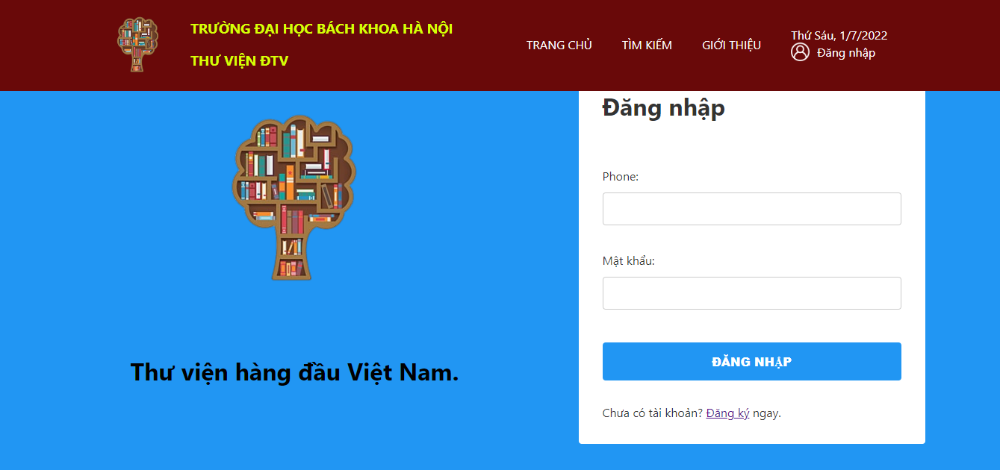 TRƯỜNG ĐẠI HỌC BÁCH KHOA HÀ NỘI
THƯ VIỆN ĐTV
TRANG CHỦ
TÌM KIẾM
GIỚI THIỆU
Thứ Sáu, 1/7/2022
Đăng nhập
Thư viện hàng đầu Việt Nam.
Đăng nhập
Phone:
Mật khẩu:
ĐĂNG NHẬP
Chưa có tài khoản? Đăng ký ngay.